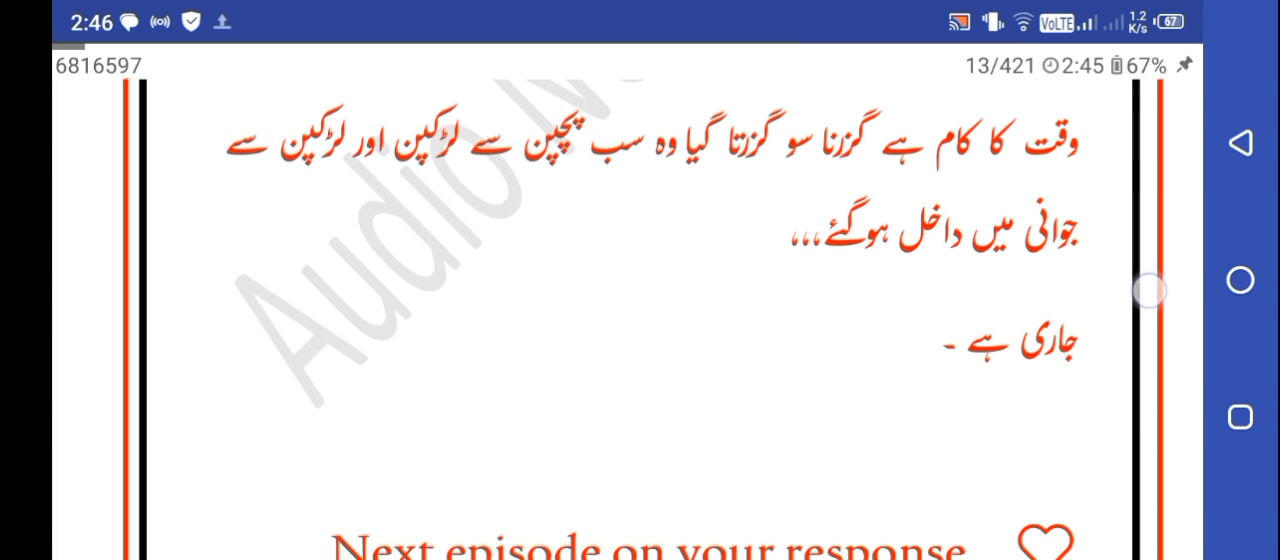 2:46 VoLTE 1.2 K/s 67
6816597 13/421 2:45 67%
وقت کا کام ہے گزرنا سو گزرتا گیا وہ سب پچپن سے لڑکپن اور لڑکپن سے
جوانی میں داخل ہوگئے،،،
جاری ہے ۔
Audio
Next episode on your response